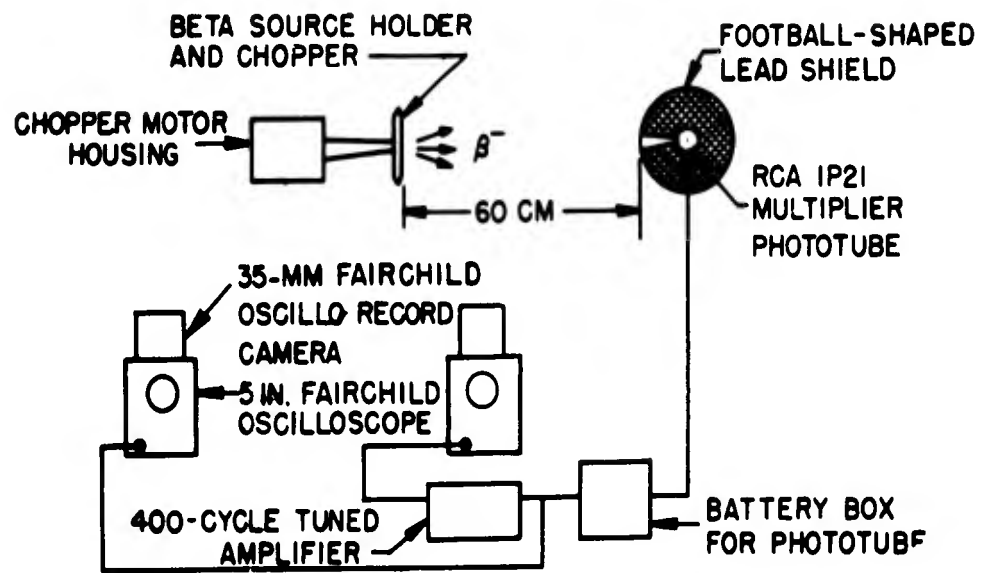 BETA SOURCE HOLDER
AND CHOPPER
FOOTBALL-SHAPED
LEAD SHIELD
CHOPPER MOTOR
HOUSING
β⁻
60 CM
RCA 1P21
MULTIPLIER
PHOTOTUBE
35-MM FAIRCHILD
OSCILLO RECORD
CAMERA
5 IN. FAIRCHILD
OSCILLOSCOPE
400-CYCLE TUNED
AMPLIFIER
BATTERY BOX
FOR PHOTOTUBE